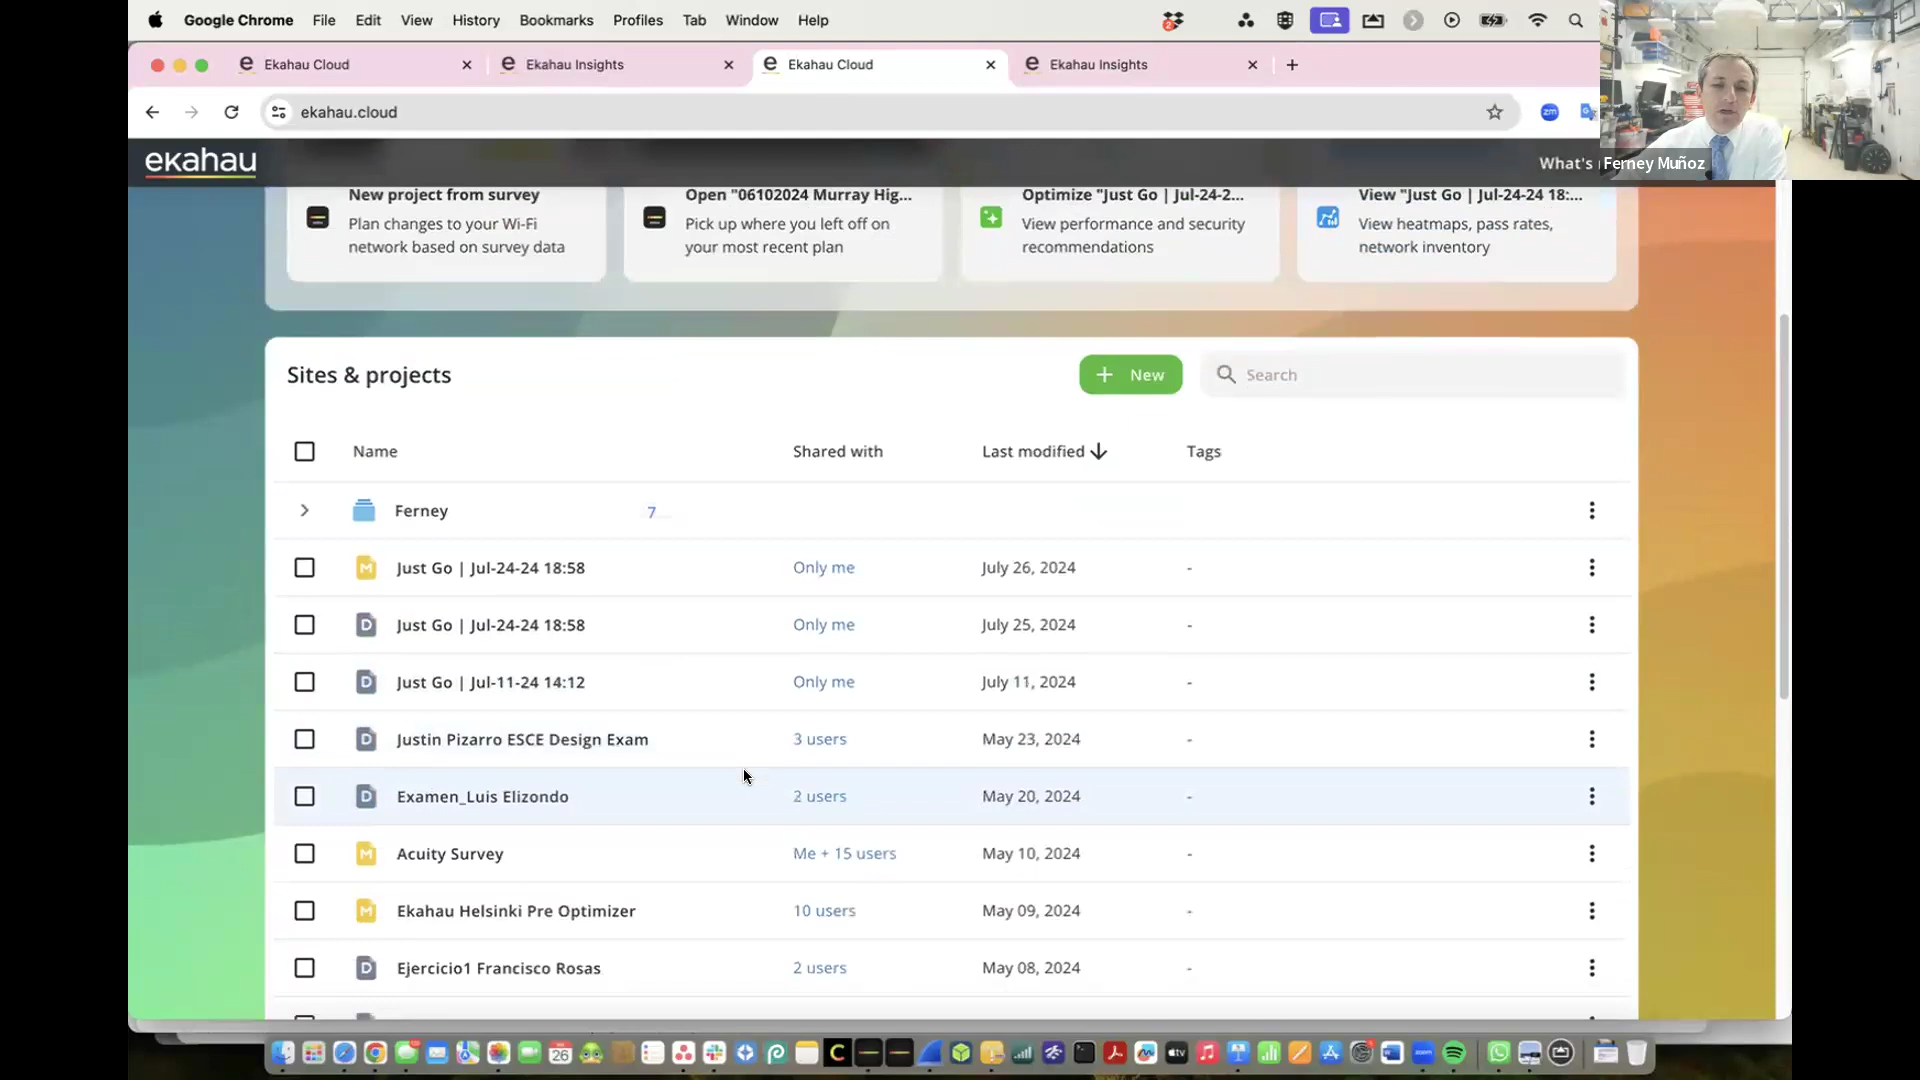 Google Chrome File Edit View History Bookmarks Profiles Tab Window Help
Ekahau Cloud
Ekahau Insights
Ekahau Cloud
Ekahau Insights
ekahau.cloud
zm
ekahau
What's
Ferney Muñoz
New project from survey
Plan changes to your Wi-Fi
network based on survey data
Open "06102024 Murray Hig...
Pick up where you left off on
your most recent plan
Optimize "Just Go | Jul-24-2...
View performance and security
recommendations
View "Just Go | Jul-24-24 18:...
View heatmaps, pass rates,
network inventory
Sites & projects
+ New
Search
Name Shared with Last modified Tags
Ferney 7
M Just Go | Jul-24-24 18:58 Only me July 26, 2024 -
D Just Go | Jul-24-24 18:58 Only me July 25, 2024 -
D Just Go | Jul-11-24 14:12 Only me July 11, 2024 -
D Justin Pizarro ESCE Design Exam 3 users May 23, 2024 -
D Examen_Luis Elizondo 2 users May 20, 2024 -
M Acuity Survey Me + 15 users May 10, 2024 -
M Ekahau Helsinki Pre Optimizer 10 users May 09, 2024 -
D Ejercicio1 Francisco Rosas 2 users May 08, 2024 -
26